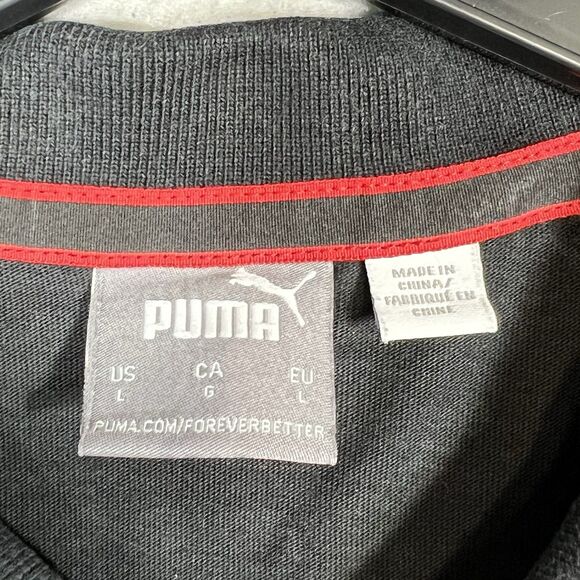 PUMA
US CA EU
L G L
PUMA.COM/FOREVERBETTER
MADE IN
CHINA/
FABRIQUÉ EN
CHINE